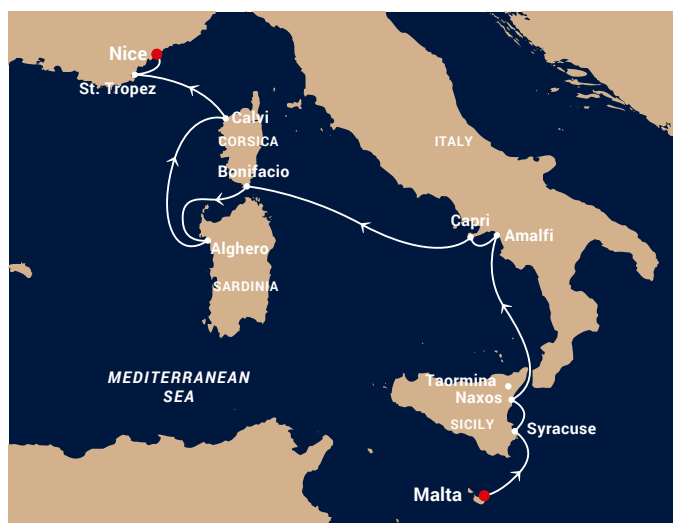 Nice
St. Tropez
Calvi
CORSICA
ITALY
Bonifacio
Capri
Amalfi
Alghero
SARDINIA
MEDITERRANEAN
SEA
Taormina
Naxos
SICILY
Syracuse
Malta